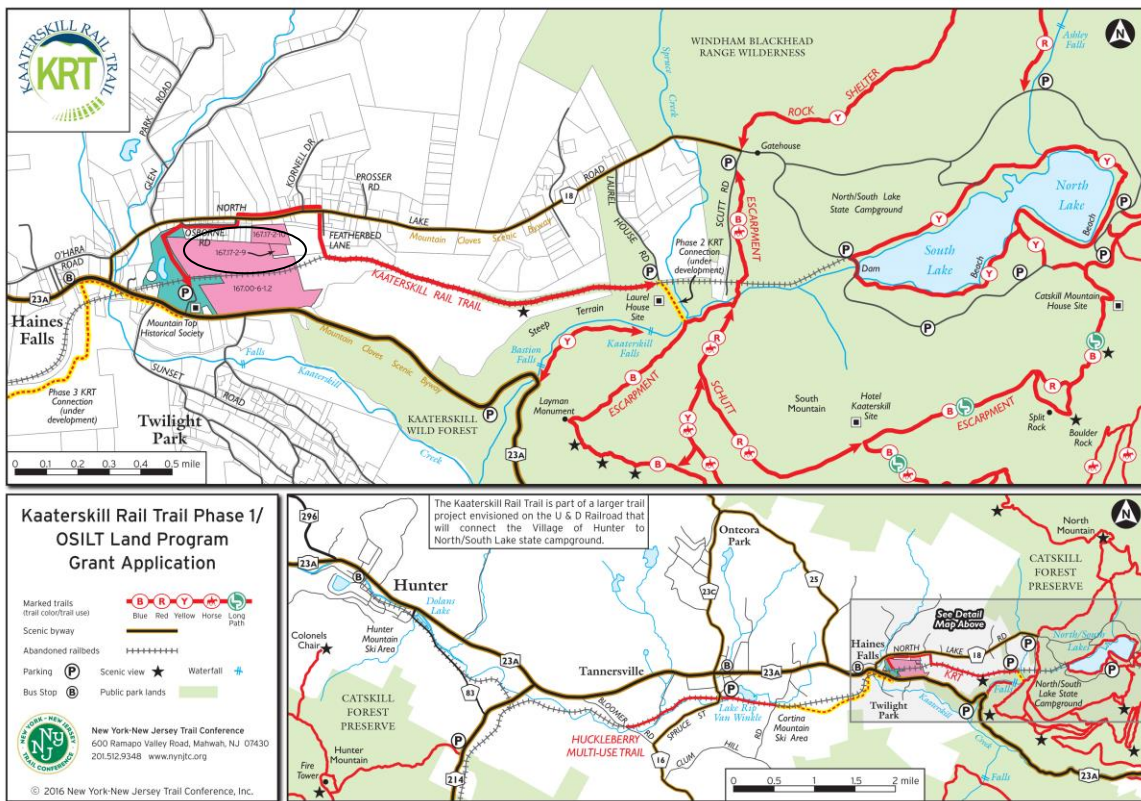 KAATERSKILL RAIL TRAIL
KRT
N
WINDHAM BLACKHEAD
RANGE WILDERNESS
Ashley
Falls
R
P
Spruce
Creek
ROCK
SHELTER
Y
GLEN
PARK
ROAD
KORNELL DR
PROSSER
RD
NORTH
LAKE
ROAD
18
LAUREL
HOUSE
RD
SCUTT RD
P
Gatehouse
North/South Lake
State Campground
North
Lake
Y
Beach
P
OSBORNE
RD
167.17-2-10
167.17-2-9
FEATHERBED
LANE
Mountain Cloves Scenic Byway
Phase 2 KRT
Connection
(under
development)
ESCARPMENT
B
South
Lake
Beach
Y
Y
P
Dam
P
P
O'HARA
ROAD
B
23A
Haines
Falls
167.00-6-1.2
P
Mountain Top
Historical Society
KAATERSKILL RAIL TRAIL
P
Laurel
House
Site
Steep
Terrain
Kaaterskill
Falls
Catskill Mountain
House Site
Mountain Cloves Scenic Byway
Bastion
Falls
Y
R
B
Falls
Kaaterskill
Creek
Phase 3 KRT
Connection
(under
development)
SUNSET
ROAD
Twilight
Park
KAATERSKILL
WILD FOREST
P
23A
Layman
Monument
ESCARPMENT
B
SCHUTT
Y
R
B
South
Mountain
Hotel
Kaaterskill
Site
B
ESCARPMENT
R
Split
Rock
Boulder
Rock
B
0 0.1 0.2 0.3 0.4 0.5 mile
Kaaterskill Rail Trail Phase 1/
OSILT Land Program
Grant Application
Marked trails
(trail color/trail use)
B R Y
Blue Red Yellow Horse Long
Path
Scenic byway
Abandoned railbeds
Parking P Scenic view Waterfall
Bus Stop B Public park lands
NEW YORK - NEW JERSEY
TRAIL CONFERENCE
NY NJ
New York-New Jersey Trail Conference
600 Ramapo Valley Road, Mahwah, NJ 07430
201.512.9348 www.nynjtc.org
© 2016 New York-New Jersey Trail Conference, Inc.
The Kaaterskill Rail Trail is part of a larger trail
project envisioned on the U & D Railroad that
will connect the Village of Hunter to
North/South Lake state campground.
N
296
23A
B
Hunter
Dolans
Lake
Hunter
Mountain
Ski Area
Colonels
Chair
CATSKILL
FOREST
PRESERVE
83
23A
Tannersville
Onteora
Park
23C
25
B
23A
P
BLOOMER
RD
SPRUCE
ST
Lake Rip
Van Winkle
Cortina
Mountain
Ski Area
HUCKLEBERRY
MULTI-USE TRAIL
16
CLUM
HILL
RD
P
214
Hunter
Mountain
Fire
Tower
North
Mountain
CATSKILL
FOREST
PRESERVE
See Detail
Map Above
Haines
Falls
B
NORTH
LAKE
RD
18
P
KRT
P
North/South
Lakes
P
Falls
North/South
Lake State
Campground
Twilight
Park
Kaaterskill
Creek
P
Falls
23A
0 0.5 1 1.5 2 mile